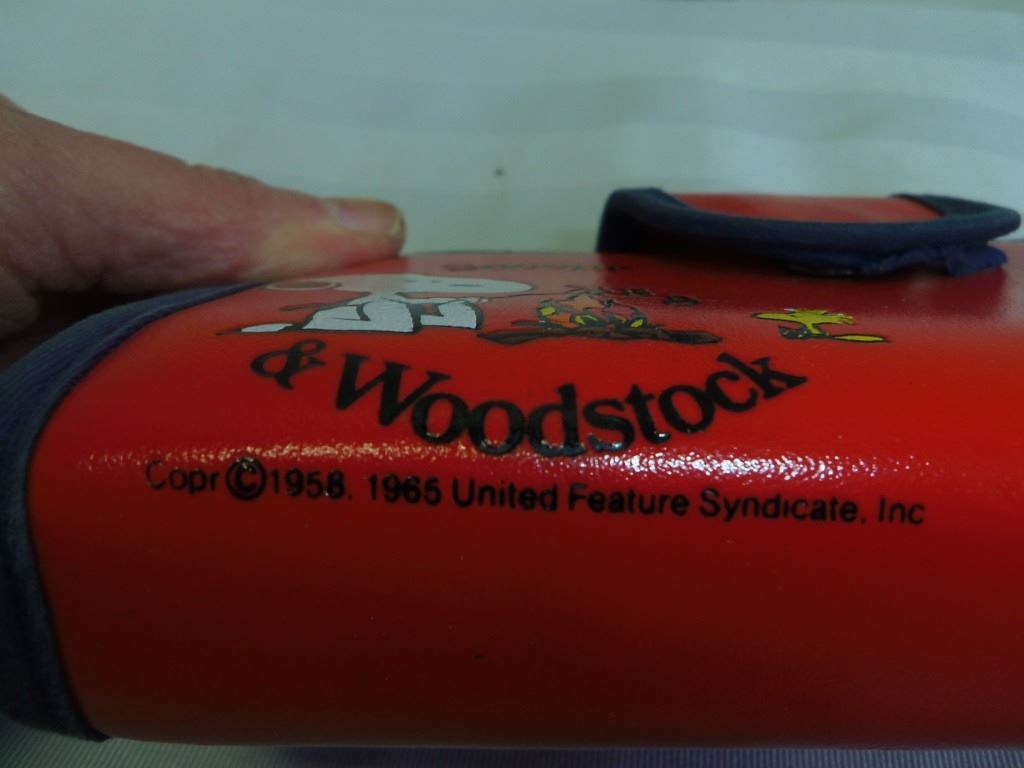 & Woodstock
Copr ©1958, 1965 United Feature Syndicate, Inc